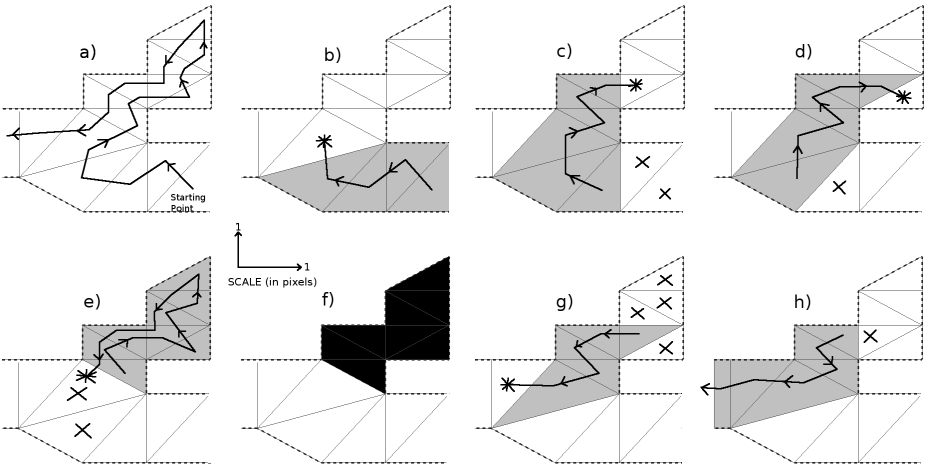 a)
b)
c)
d)
Starting
Point
1
1
SCALE (in pixels)
e)
f)
g)
h)